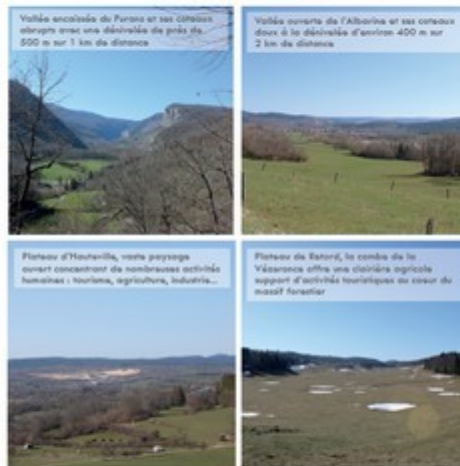 Vallée encaissée du Furans et ses coteaux
abrupts avec une dénivelée de près de
500 m sur 1 km de distance
Vallée ouverte de l'Albarine et ses coteaux
doux à la dénivelée d'environ 400 m sur
2 km de distance
Plateau d'Hauteville, vaste paysage
ouvert concentrant de nombreuses activités
humaines : tourisme, agriculture, industrie...
Plateau de Retord, la combe de la
Vézeronce offre une clairière agricole
support d'activités touristiques au coeur du
massif forestier